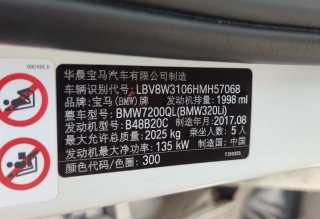 华晨宝马汽车有限公司制造
车辆识别代号: LBV8W3106HMH57068
品牌: 宝马(BMW)牌 发动机排量: 1998 ml
整车型号: BMW7200QL(BMW320Li)
发动机型号: B48B20C 制造年月: 2017.08
最大允许总质量: 2025 kg 乘坐人数: 5 人
发动机最大净功率: 135 kW 制造国: 中国
颜色代码/色圈: 300